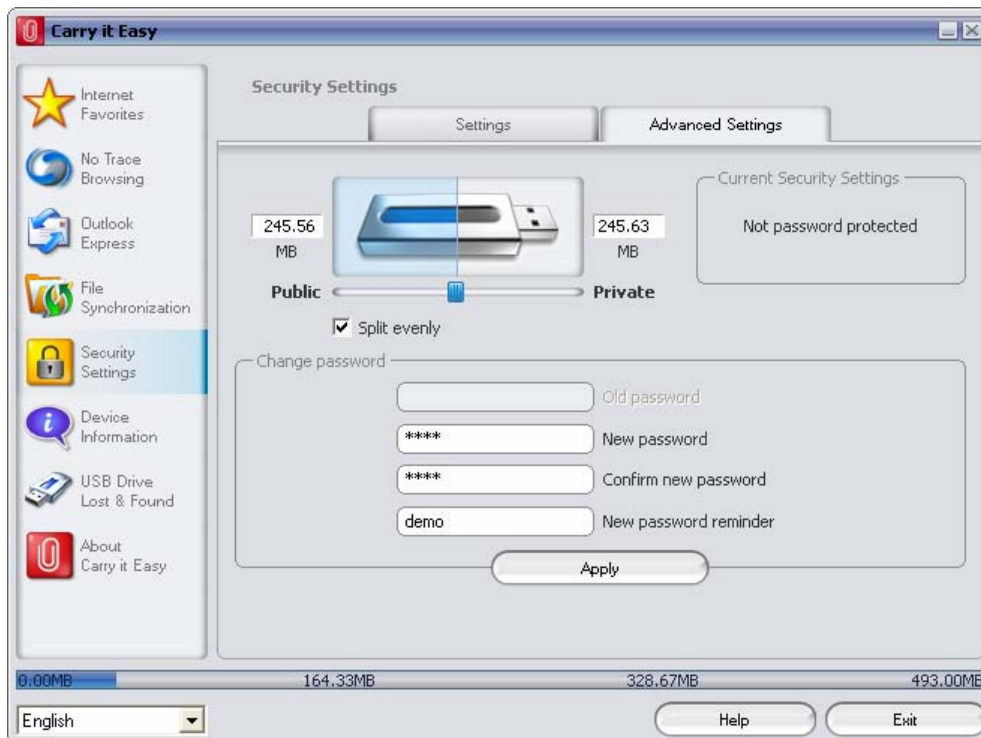 Carry it Easy
Internet
Favorites
No Trace
Browsing
Outlook
Express
File
Synchronization
Security
Settings
Device
Information
USB Drive
Lost & Found
About
Carry it Easy
Security Settings
Settings
Advanced Settings
245.56
MB
245.63
MB
Public
Private
Split evenly
Current Security Settings
Not password protected
Change password
Old password
**** New password
**** Confirm new password
demo New password reminder
Apply
0.00MB 164.33MB 328.67MB 493.00MB
English
Help
Exit